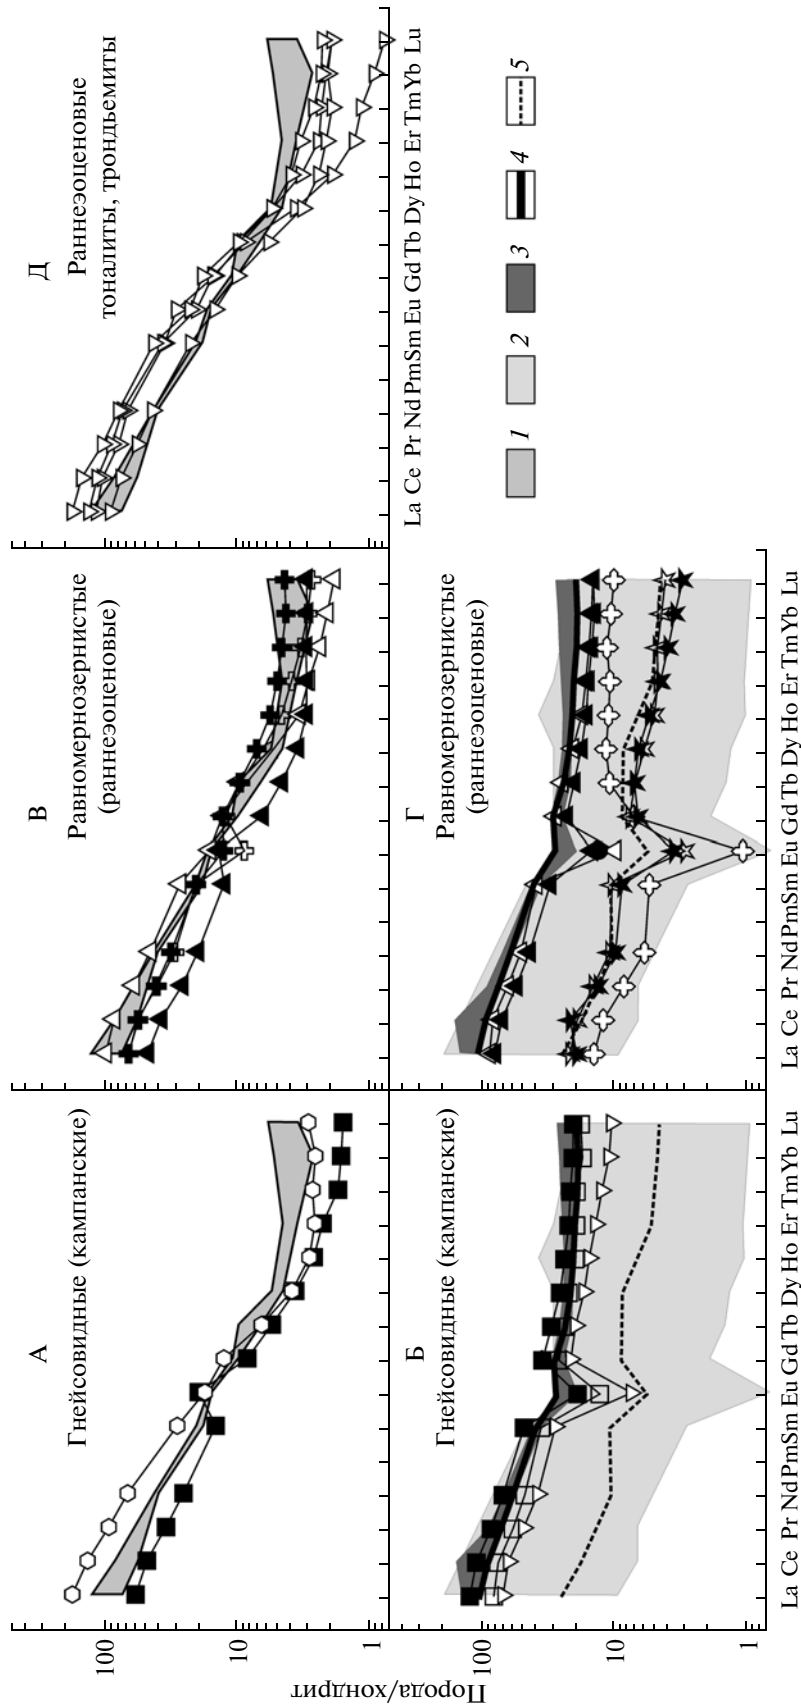 А
Гнейсовидные (кампанские)
100
10
1
В
Равномернозернистые
(раннеэоценовые)
Д
Раннеэоценовые
тоналиты, трондьемиты
La Ce Pr Nd Pm Sm Eu Gd Tb Dy Ho Er Tm Yb Lu
Порода/хондрит
Б
Гнейсовидные (кампанские)
100
10
1
La Ce Pr Nd Pm Sm Eu Gd Tb Dy Ho Er Tm Yb Lu
Г
Равномернозернистые
(раннеэоценовые)
La Ce Pr Nd Pm Sm Eu Gd Tb Dy Ho Er Tm Yb Lu
1 2 3 4 5